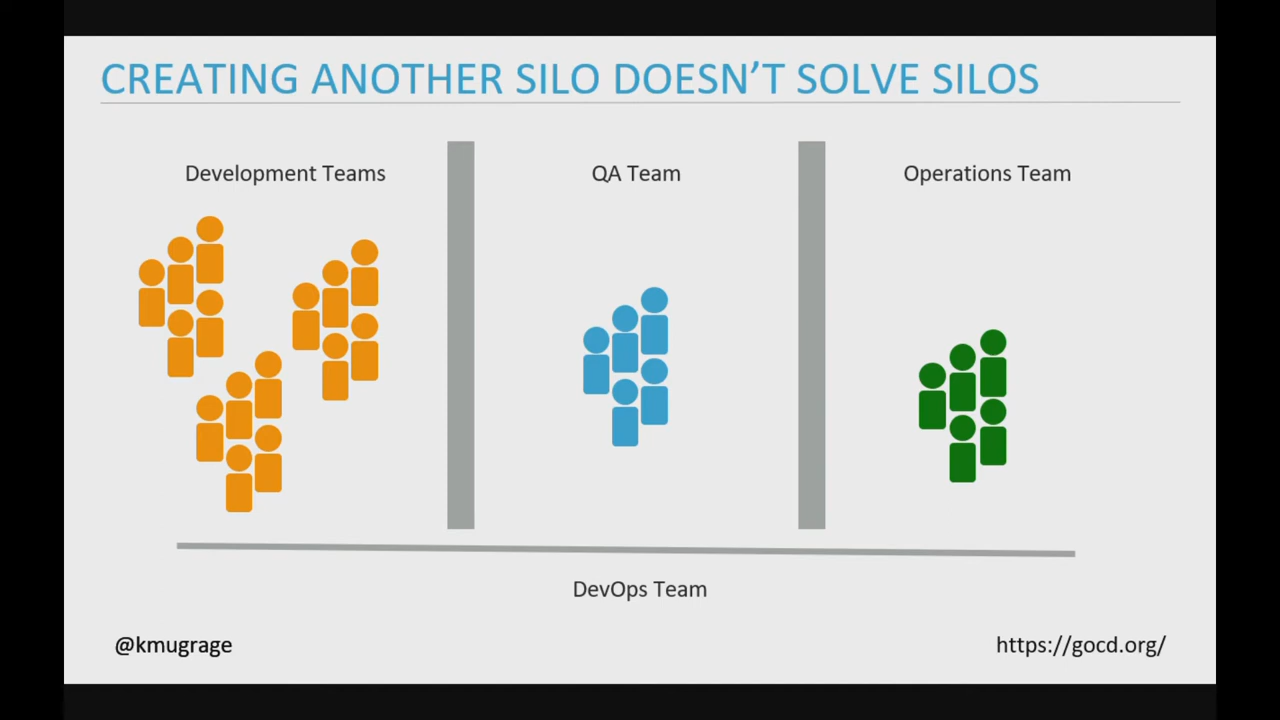 CREATING ANOTHER SILO DOESN’T SOLVE SILOS
Development Teams
QA Team
Operations Team
DevOps Team
@kmugrage
https://gocd.org/